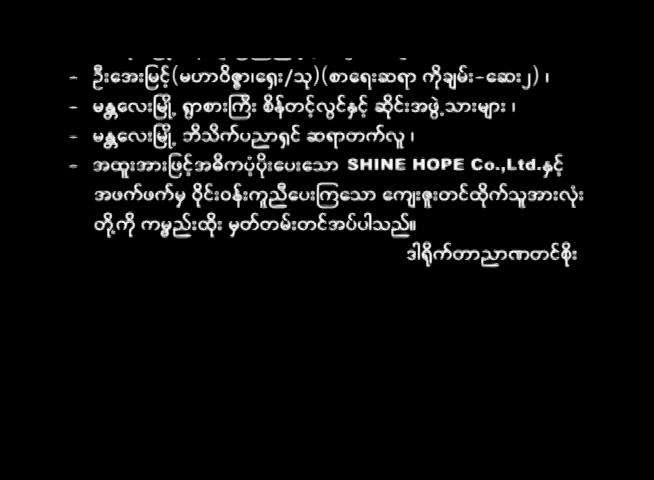 - ဦးအေးမြင့်(မဟာဝိဇ္ဇာ၊ရှေး/သု)(စာရေးဆရာ ကိုချမ်း-ဆေး၂) ၊
- မန္တလေးမြို့ ရွာစားကြီး စိန်တင့်လွင်နှင့် ဆိုင်းအဖွဲ့သားများ ၊
- မန္တလေးမြို့ ဘိသိက်ပညာရှင် ဆရာတက်လူ ၊
- အထူးအားဖြင့်အဓိကပံ့ပိုးပေးသော SHINE HOPE Co.,Ltd.နှင့်
အဖက်ဖက်မှ ဝိုင်းဝန်းကူညီပေးကြသော ကျေးဇူးတင်ထိုက်သူအားလုံး
တို့ကို ကမ္ပည်းထိုး မှတ်တမ်းတင်အပ်ပါသည်။
ဒါရိုက်တာညာဏတင်စိုး